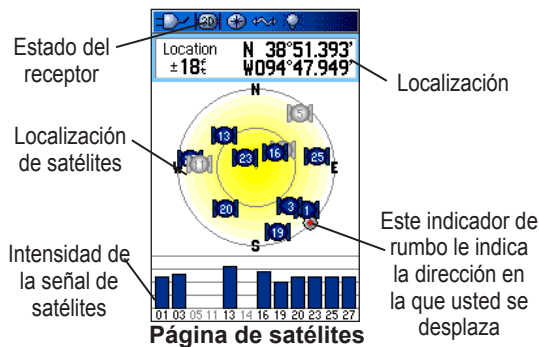 Estado del
receptor
3D
Location
±18ft
N 38°51.393'
W094°47.949'
Localización
N
5
13
16
23
25
W
11
E
Localización
de satélites
20
3
1
19
S
Este indicador de
rumbo le indica
la dirección en
la que usted se
desplaza
Intensidad de
la señal de
satélites
01 03 05 11 13 14 16 19 20 23 25 27
Página de satélites